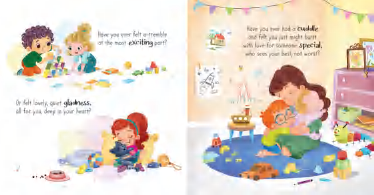 Have you ever felt a tremble
at the most exciting part?
Or felt lovely, quiet gladness,
all for you, deep in your heart?
Have you ever had a cuddle
and felt you just might burst
with love for someone special,
who sees your best, not worst?